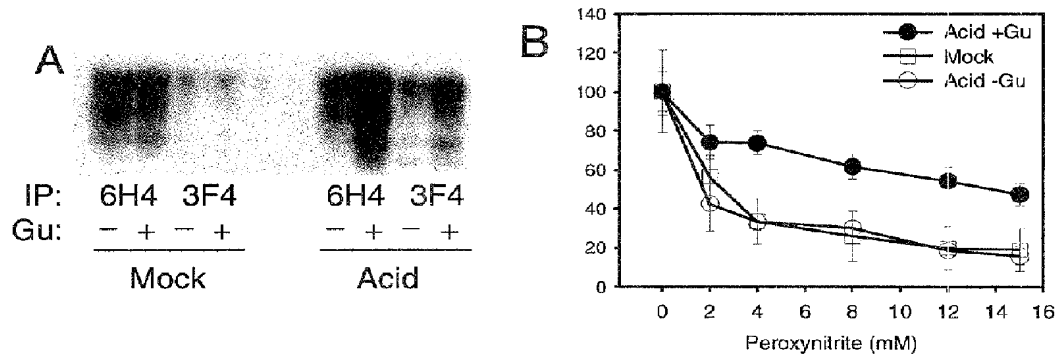 A
IP: 6H4 3F4 6H4 3F4
Gu: − + − + − + − +
Mock Acid
B
140
120
100
80
60
40
20
0
0 2 4 6 8 10 12 14 16
Peroxynitrite (mM)
Acid +Gu
Mock
Acid -Gu